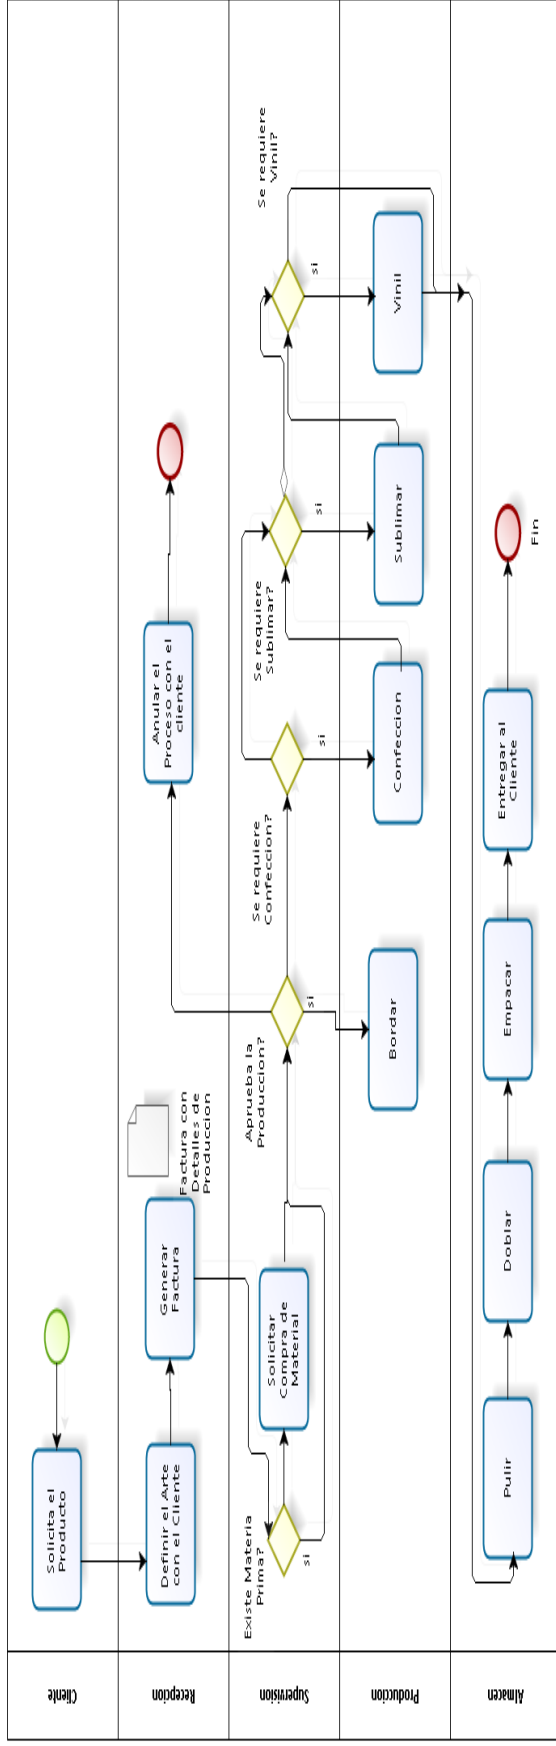 Cliente
Solicita el
Producto
Recepcion
Definir el Arte
con el Cliente
Generar
Factura
Factura con
Detalles de
Produccion
Anular el
Proceso con el
cliente
Supervision
Existe Materia
Prima?
si
Solicitar
Compra de
Material
Aprueba la
Produccion?
si
Se requiere
Confeccion?
si
Se requiere
Sublimar?
si
Se requiere
Vinil?
si
Produccion
Bordar
Confeccion
Sublimar
Vinil
Almacen
Pulir
Doblar
Empacar
Entregar al
Cliente
Fin